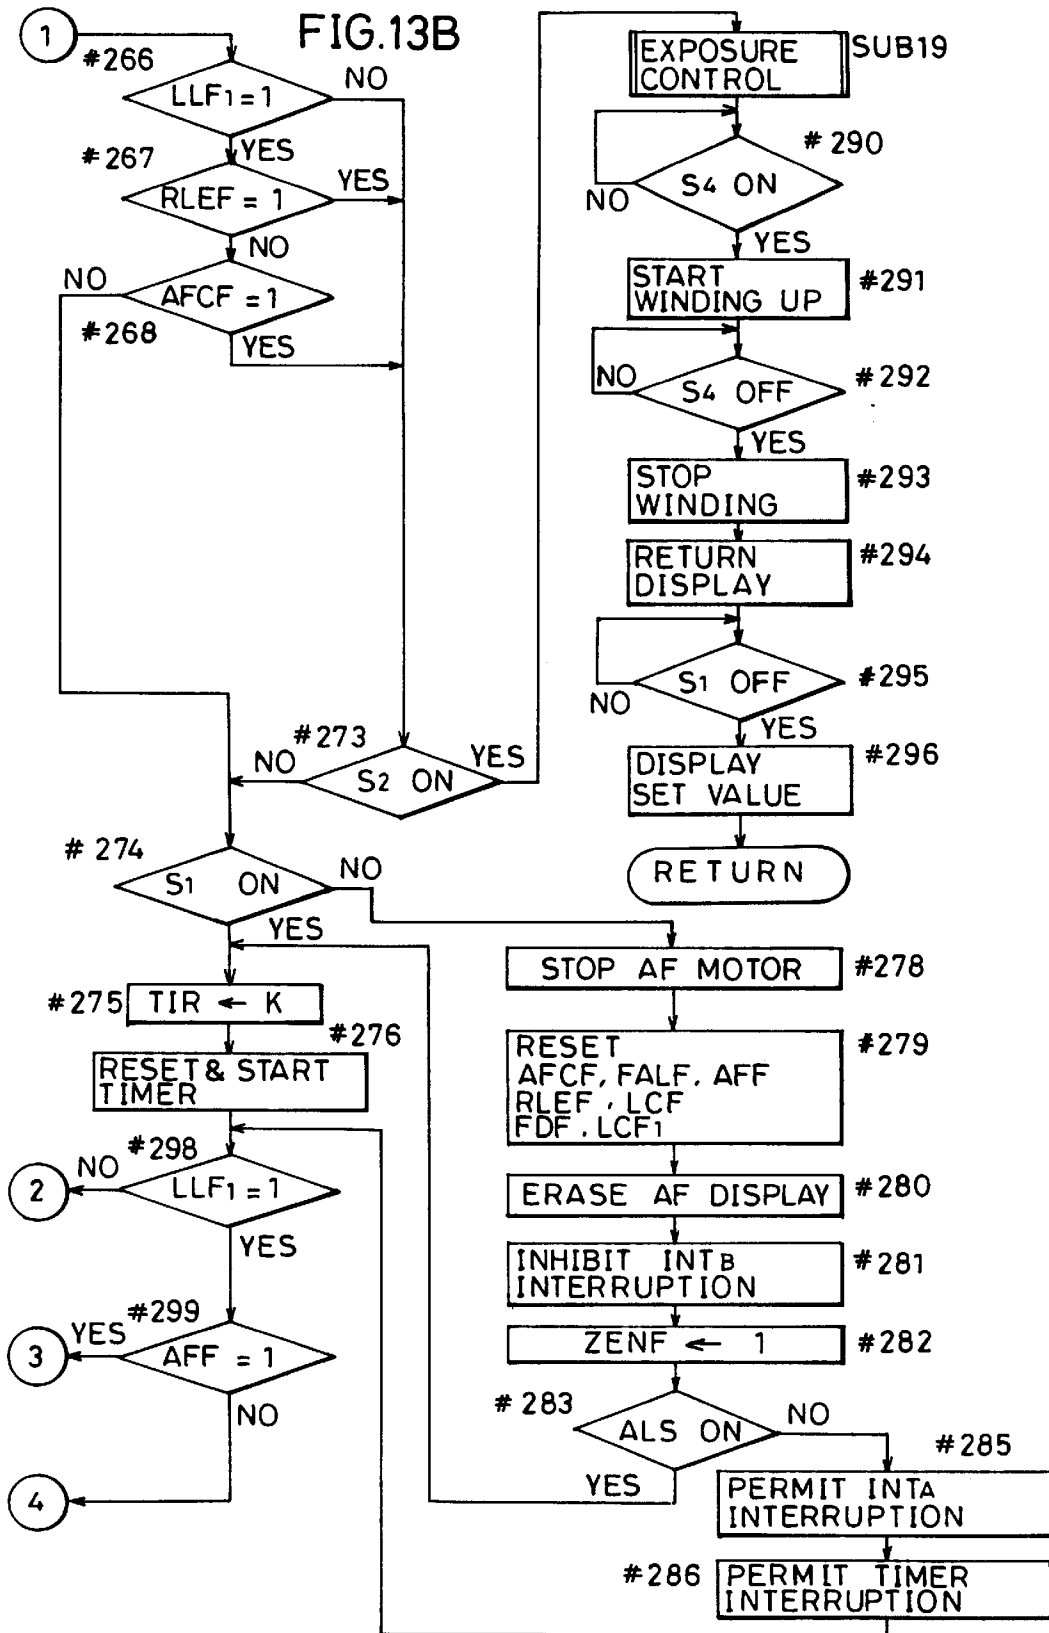 FIG.13B
1
#266
LLF1=1
NO
YES
#267
RLEF = 1
YES
NO
NO
AFCF = 1
#268
YES
#273
NO
S2 ON
YES
# 274
S1 ON
NO
YES
#275
TIR ← K
#276
RESET & START
TIMER
#298
NO
2
LLF1=1
YES
#299
YES
3
AFF = 1
NO
4
EXPOSURE
CONTROL
SUB19
# 290
S4 ON
NO
YES
START
WINDING UP
#291
NO
S4 OFF
#292
YES
STOP
WINDING
#293
RETURN
DISPLAY
#294
S1 OFF
#295
NO
YES
DISPLAY
SET VALUE
#296
RETURN
STOP AF MOTOR
#278
RESET
AFCF, FALF, AFF
RLEF, LCF
FDF, LCF1
#279
ERASE AF DISPLAY
#280
INHIBIT INTB
INTERRUPTION
#281
ZENF ← 1
#282
# 283
ALS ON
NO
YES
#285
PERMIT INTA
INTERRUPTION
#286
PERMIT TIMER
INTERRUPTION